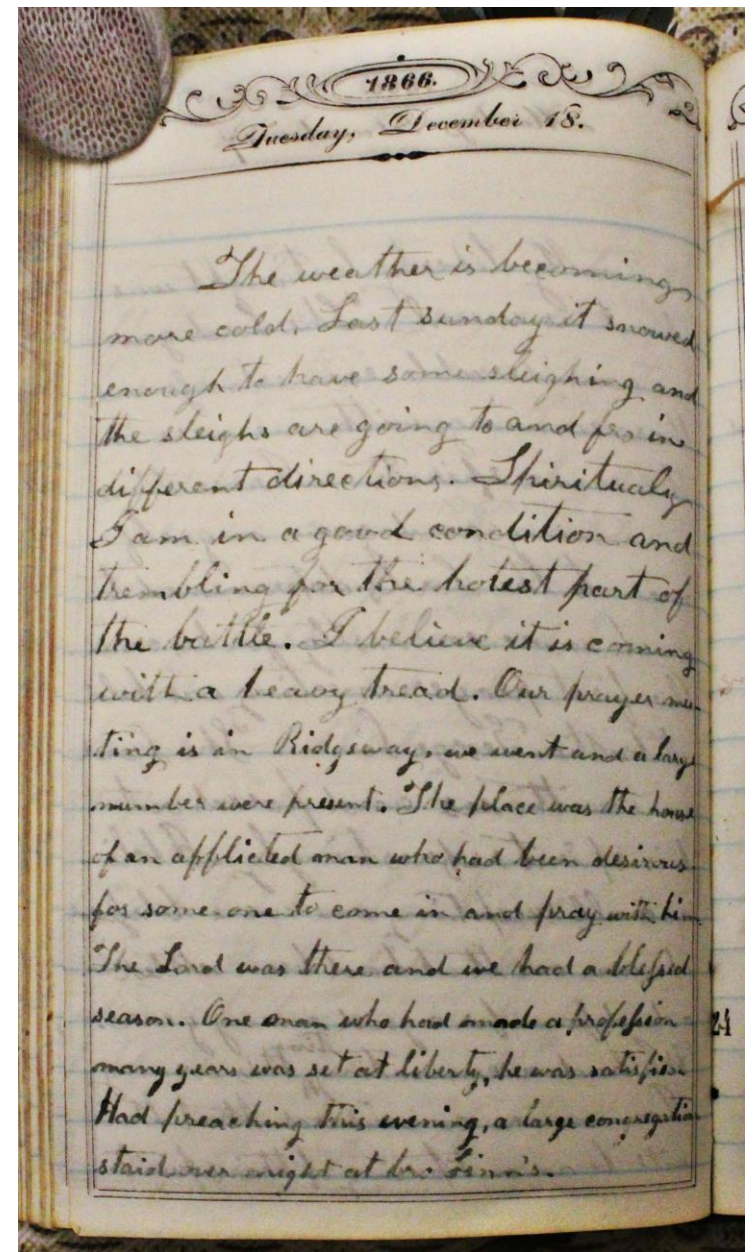 1866.
Tuesday, December 18.
The weather is becoming
more cold. Last sunday it snowed
enough to have some sleighing and
the sleighs are going to and fro in
different directions. Spiritualy
I am in a good condition and
trembling for the hotest part of
the battle. I believe it is coming
with a heavy tread. Our prayer mee
ting is in Ridgeway, we went and a large
number were present. The place was the house
of an afflicted man who had been desirous
for some one to come in and pray with him
The Lord was there and we had a blessed
season. One man who had made a profession
many years was set at liberty, he was satisfied
Had preaching this evening, a large congregation
staid over night at bro Finn's.
24